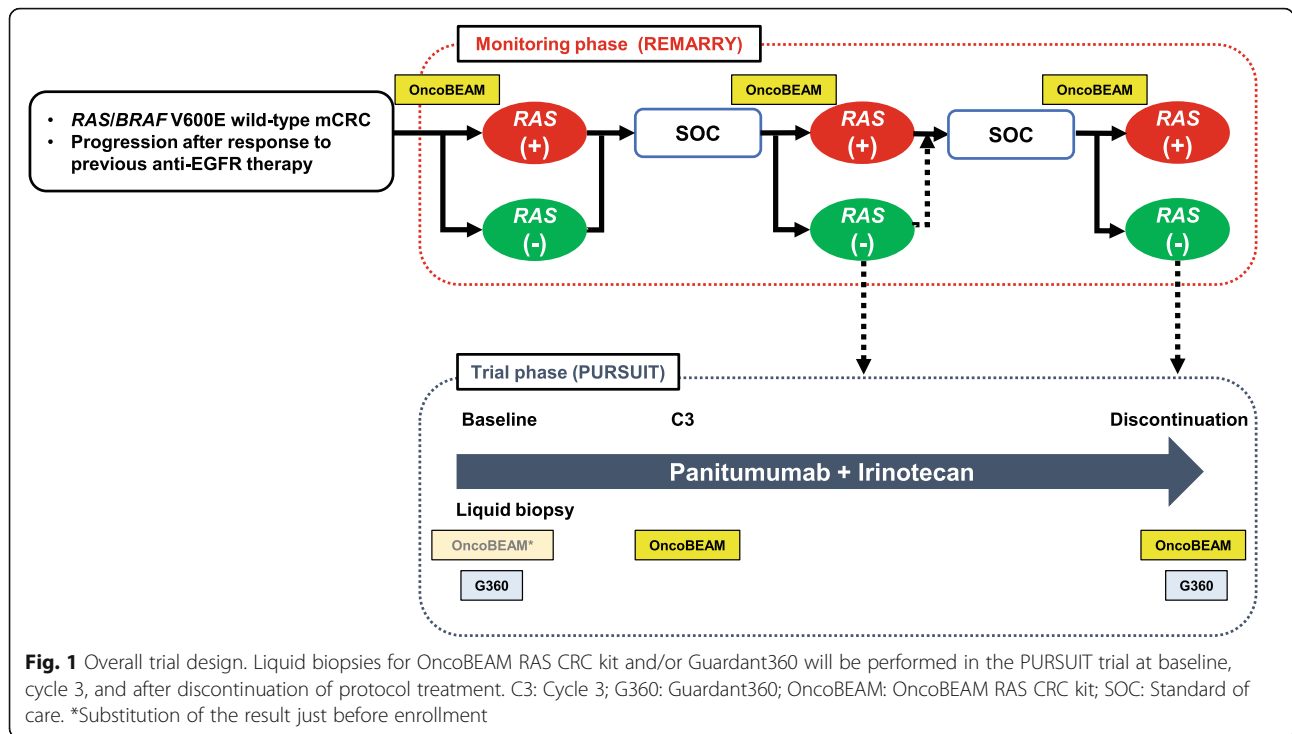 Monitoring phase (REMARRY)
OncoBEAM
OncoBEAM
OncoBEAM
• RAS/BRAF V600E wild-type mCRC
• Progression after response to
previous anti-EGFR therapy
RAS
(+)
SOC
RAS
(+)
SOC
RAS
(+)
RAS
(-)
RAS
(-)
RAS
(-)
Trial phase (PURSUIT)
Baseline
C3
Discontinuation
Panitumumab + Irinotecan
Liquid biopsy
OncoBEAM*
OncoBEAM
OncoBEAM
G360
G360
Fig. 1 Overall trial design. Liquid biopsies for OncoBEAM RAS CRC kit and/or Guardant360 will be performed in the PURSUIT trial at baseline,
cycle 3, and after discontinuation of protocol treatment. C3: Cycle 3; G360: Guardant360; OncoBEAM: OncoBEAM RAS CRC kit; SOC: Standard of
care. *Substitution of the result just before enrollment